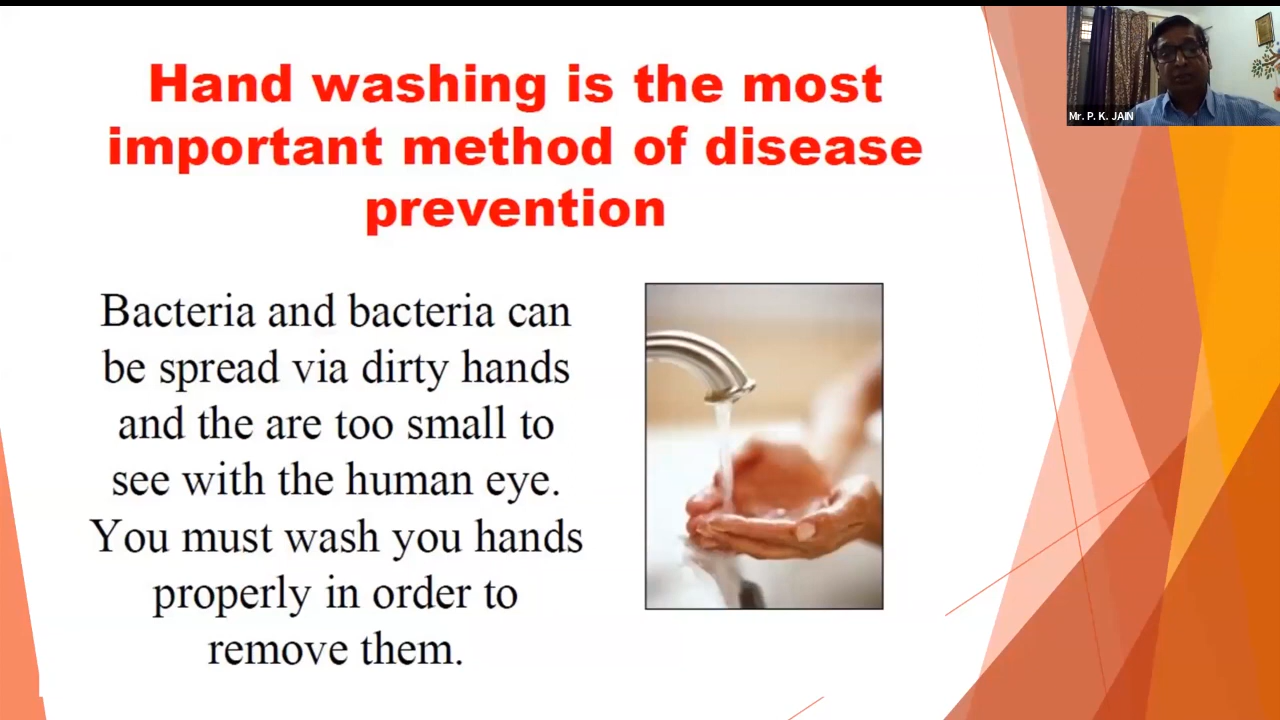 Hand washing is the most
important method of disease
prevention
Mr. P. K. JAIN
Bacteria and bacteria can
be spread via dirty hands
and the are too small to
see with the human eye.
You must wash you hands
properly in order to
remove them.